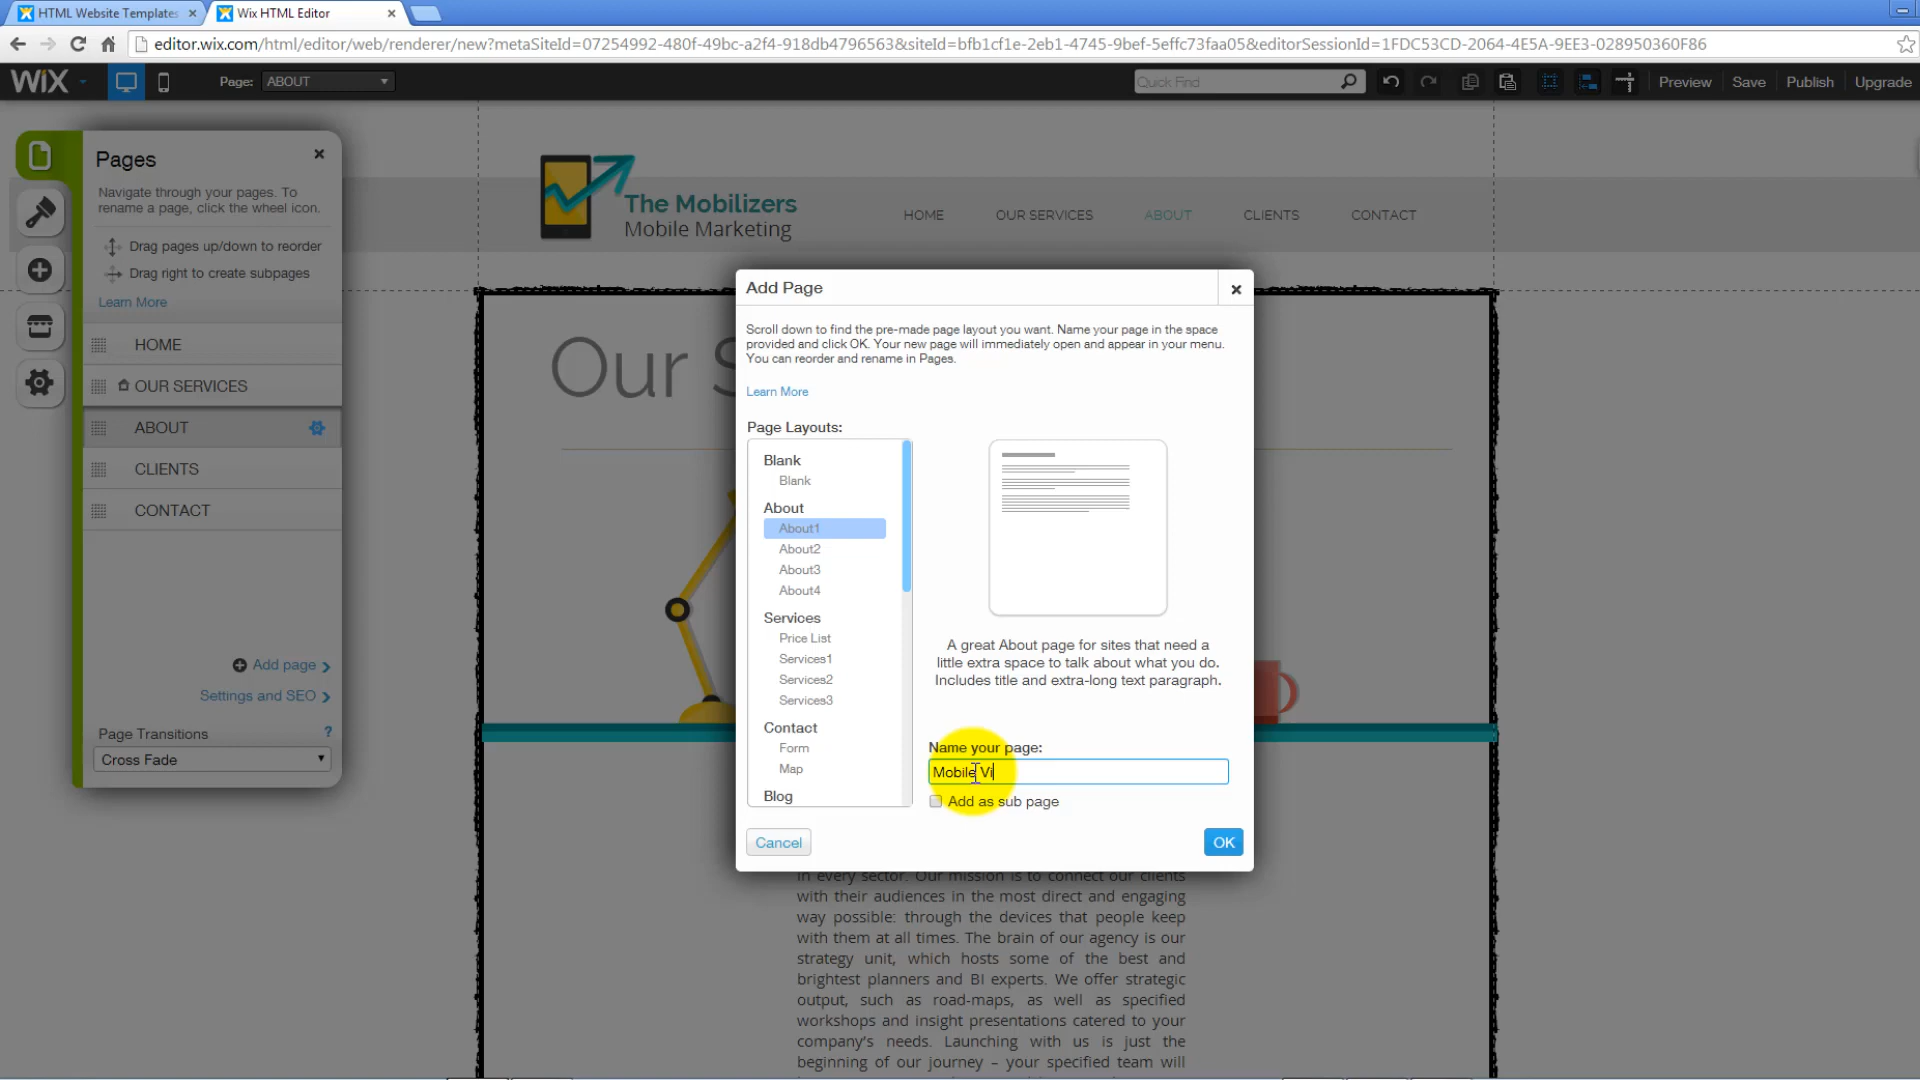 HTML Website Templates
Wix HTML Editor
editor.wix.com/html/editor/web/renderer/new?metaSiteId=07254992-480f-49bc-a2f4-918db4796563&siteId=bfb1cf1e-2eb1-4745-9bef-5effc73faa05&editorSessionId=1FDC53CD-2064-4E5A-9EE3-028950360F86
WiX
Page: ABOUT
Quick Find
Preview Save Publish Upgrade
Pages
Navigate through your pages. To
rename a page, click the wheel icon.
Drag pages up/down to reorder
Drag right to create subpages
Learn More
HOME
OUR SERVICES
ABOUT
CLIENTS
CONTACT
Add page
Settings and SEO
Page Transitions ?
Cross Fade
The Mobilizers
Mobile Marketing
HOME OUR SERVICES ABOUT CLIENTS CONTACT
Our S
Add Page
Scroll down to find the pre-made page layout you want. Name your page in the space
provided and click OK. Your new page will immediately open and appear in your menu.
You can reorder and rename in Pages.
Learn More
Page Layouts:
Blank
Blank
About
About1
About2
About3
About4
Services
Price List
Services1
Services2
Services3
Contact
Form
Map
Blog
A great About page for sites that need a
little extra space to talk about what you do.
Includes title and extra-long text paragraph.
Name your page:
Mobile Vi
Add as sub page
Cancel
OK
in every sector. Our mission is to connect our clients
with their audiences in the most direct and engaging
way possible: through the devices that people keep
with them at all times. The brain of our agency is our
strategy unit, which hosts some of the best and
brightest planners and BI experts. We offer strategic
output, such as road-maps, as well as specified
workshops and insight presentations catered to your
company's needs. Launching with us is just the
beginning of our journey – your specified team will